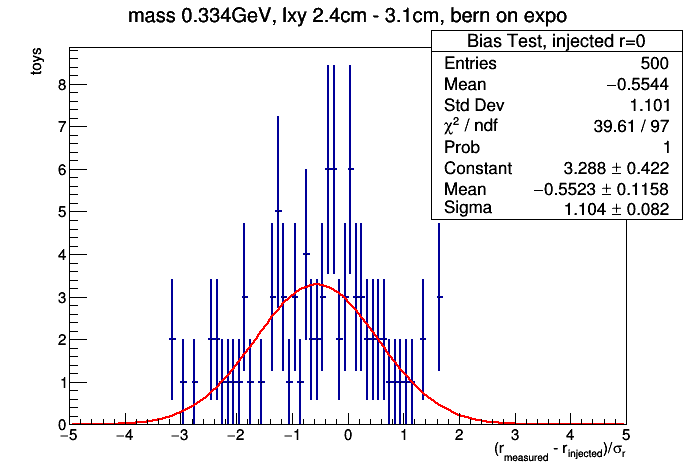 mass 0.334GeV, lxy 2.4cm - 3.1cm, bern on expo
Bias Test, injected r=0
Entries 500
Mean −0.5544
Std Dev 1.101
χ² / ndf 39.61 / 97
Prob 1
Constant 3.288 ± 0.422
Mean −0.5523 ± 0.1158
Sigma 1.104 ± 0.082
toys
8
7
6
5
4
3
2
1
0
−5 −4 −3 −2 −1 0 1 2 3 4 5
(r_measured - r_injected)/σ_r